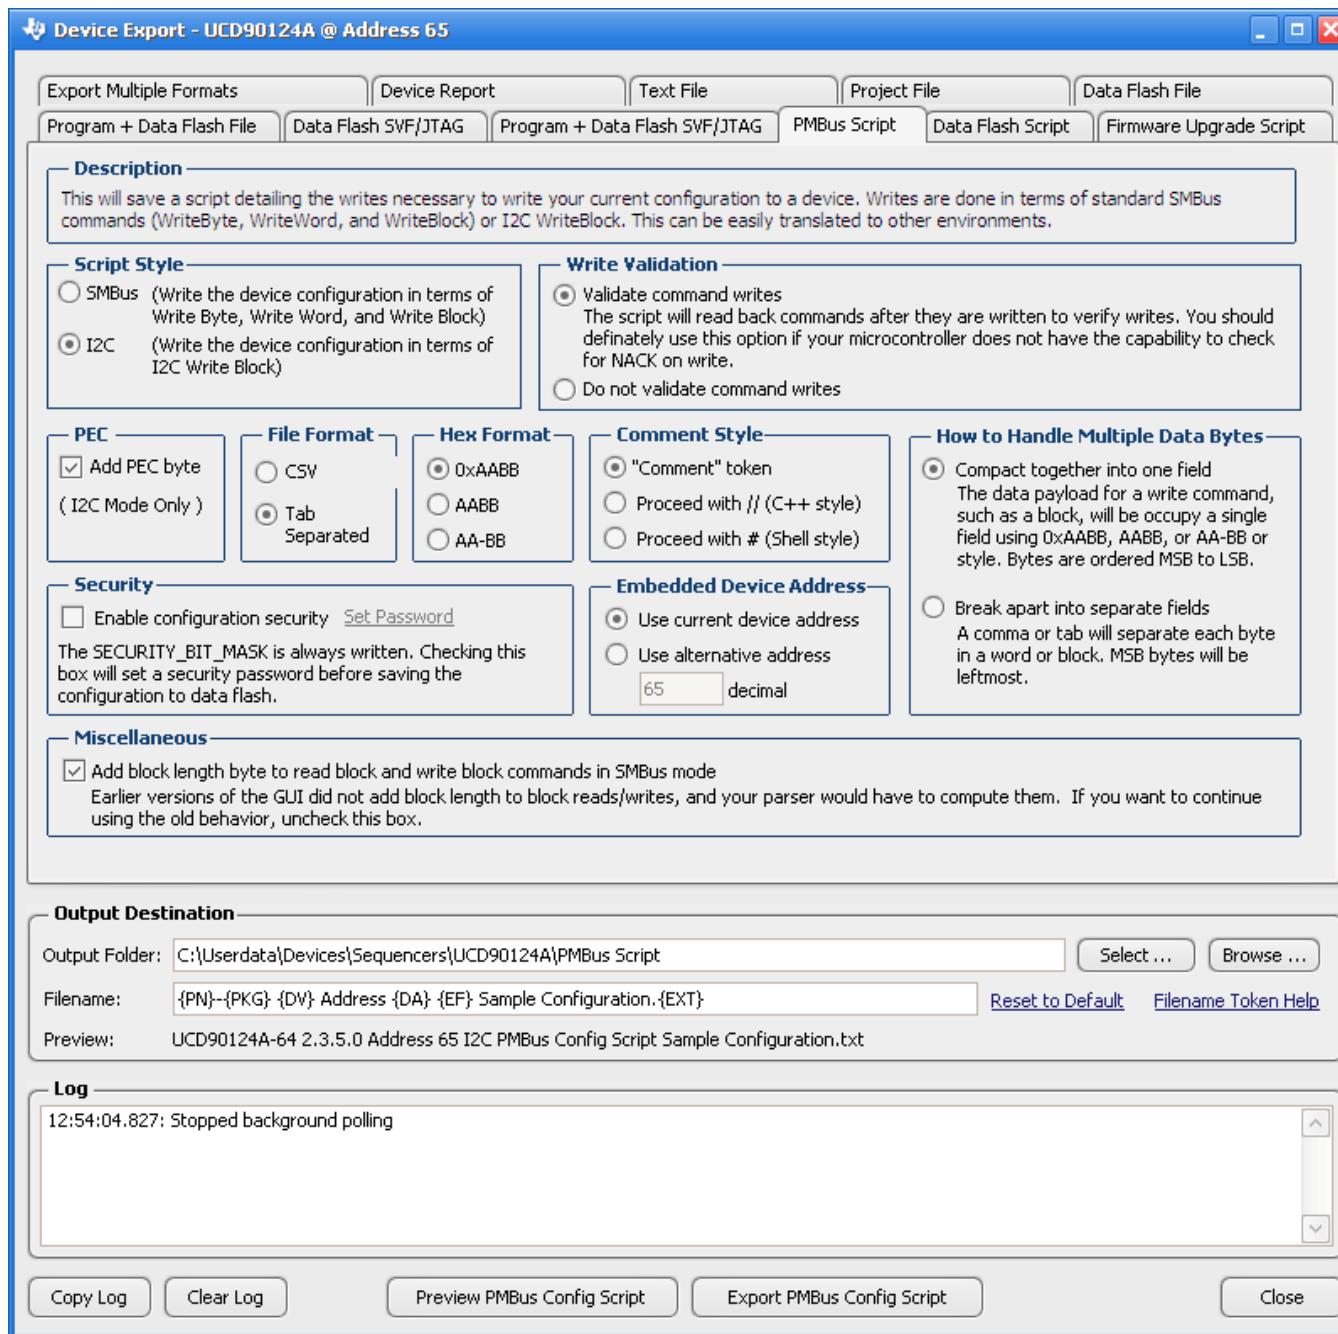 Device Export - UCD90124A @ Address 65
Export Multiple Formats
Device Report
Text File
Project File
Data Flash File
Program + Data Flash File
Data Flash SVF/JTAG
Program + Data Flash SVF/JTAG
PMBus Script
Data Flash Script
Firmware Upgrade Script
Description
This will save a script detailing the writes necessary to write your current configuration to a device. Writes are done in terms of standard SMBus
commands (WriteByte, WriteWord, and WriteBlock) or I2C WriteBlock. This can be easily translated to other environments.
Script Style
SMBus (Write the device configuration in terms of
Write Byte, Write Word, and Write Block)
I2C (Write the device configuration in terms of
I2C Write Block)
Write Validation
Validate command writes
The script will read back commands after they are written to verify writes. You should
definately use this option if your microcontroller does not have the capability to check
for NACK on write.
Do not validate command writes
PEC
Add PEC byte
( I2C Mode Only )
File Format
CSV
Tab
Separated
Hex Format
0xAABB
AABB
AA-BB
Comment Style
"Comment" token
Proceed with // (C++ style)
Proceed with # (Shell style)
How to Handle Multiple Data Bytes
Compact together into one field
The data payload for a write command,
such as a block, will be occupy a single
field using 0xAABB, AABB, or AA-BB or
style. Bytes are ordered MSB to LSB.
Break apart into separate fields
A comma or tab will separate each byte
in a word or block. MSB bytes will be
leftmost.
Security
Enable configuration security Set Password
The SECURITY_BIT_MASK is always written. Checking this
box will set a security password before saving the
configuration to data flash.
Embedded Device Address
Use current device address
Use alternative address
65 decimal
Miscellaneous
Add block length byte to read block and write block commands in SMBus mode
Earlier versions of the GUI did not add block length to block reads/writes, and your parser would have to compute them. If you want to continue
using the old behavior, uncheck this box.
Output Destination
Output Folder: C:\Userdata\Devices\Sequencers\UCD90124A\PMBus Script
Select ... Browse ...
Filename: {PN}-{PKG} {DV} Address {DA} {EF} Sample Configuration.{EXT}
Reset to Default Filename Token Help
Preview: UCD90124A-64 2.3.5.0 Address 65 I2C PMBus Config Script Sample Configuration.txt
Log
12:54:04.827: Stopped background polling
Copy Log
Clear Log
Preview PMBus Config Script
Export PMBus Config Script
Close